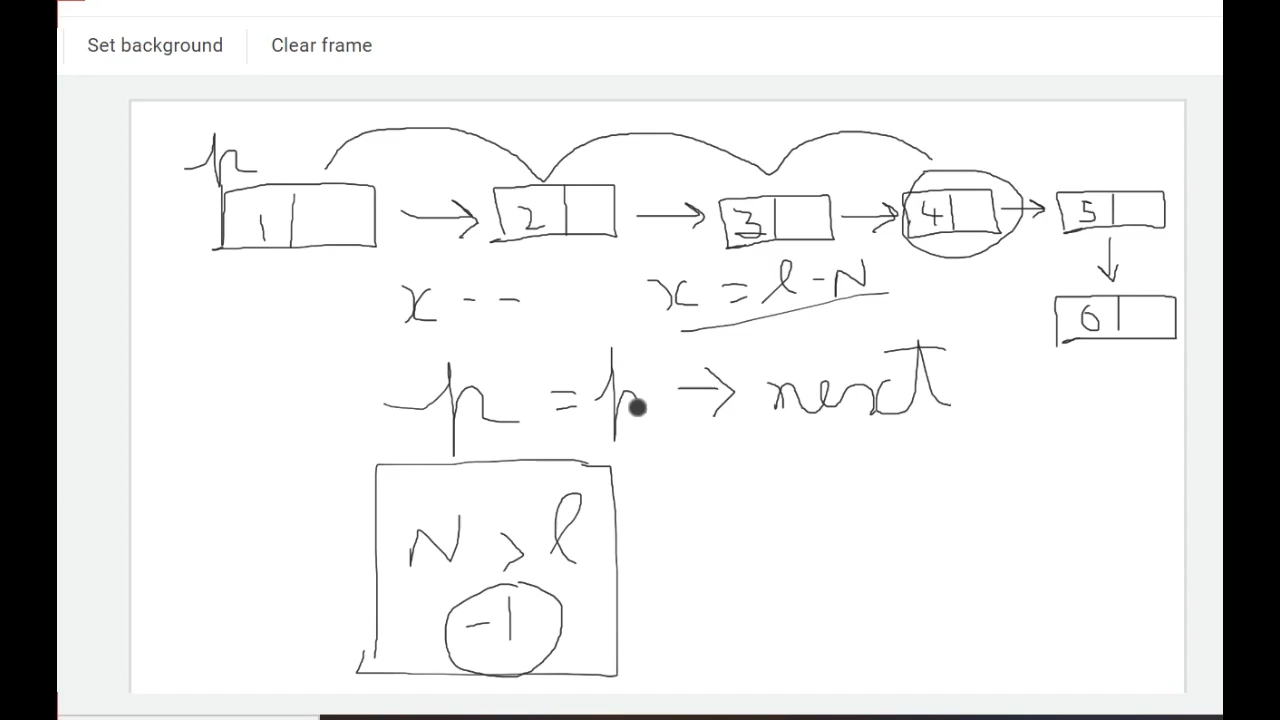 Set background Clear frame
p
1 → 2 → 3 → 4 → 5
x -- x = l - N
↓
6
p = p → next
N > l
-1